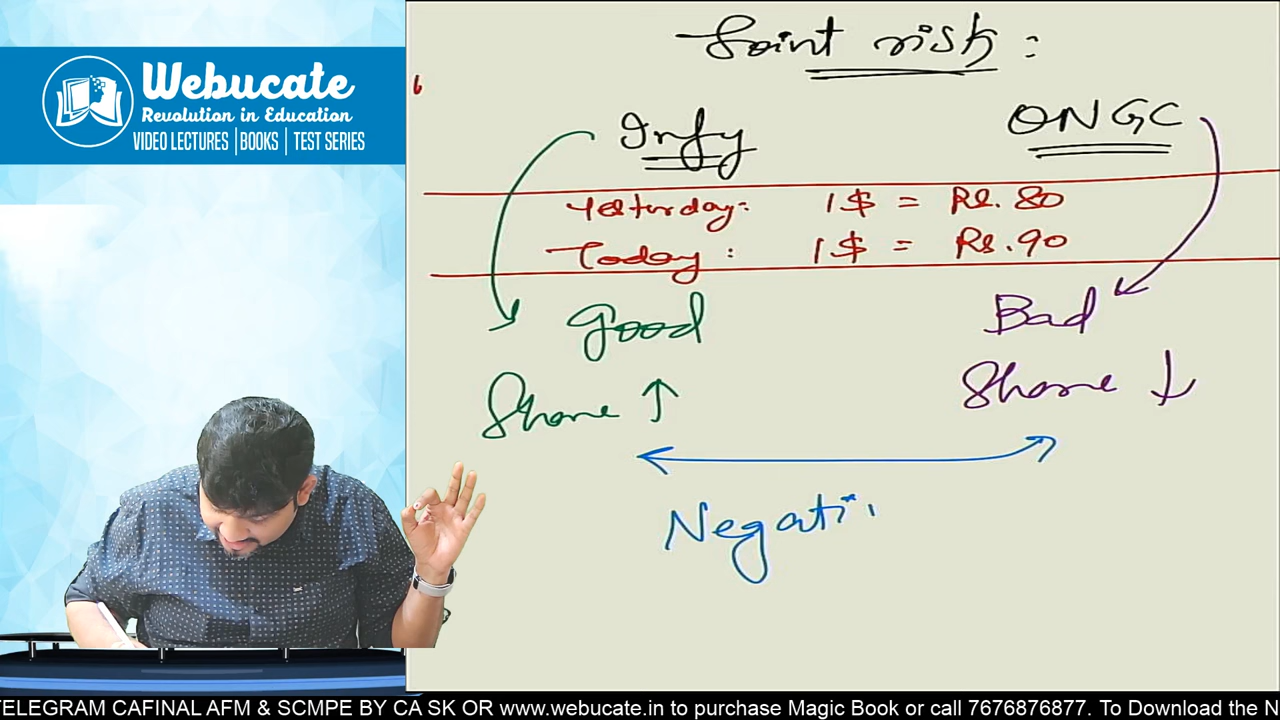 Webucate
Revolution in Education
VIDEO LECTURES | BOOKS | TEST SERIES
Joint risk :
Infy
ONGC
Yesterday: 1$ = Rs. 80
Today : 1$ = Rs. 90
Good
Bad
Share ↑
Share ↓
Negati
TELEGRAM CAFINAL AFM & SCMPE BY CA SK OR www.webucate.in to purchase Magic Book or call 7676876877. To Download the N